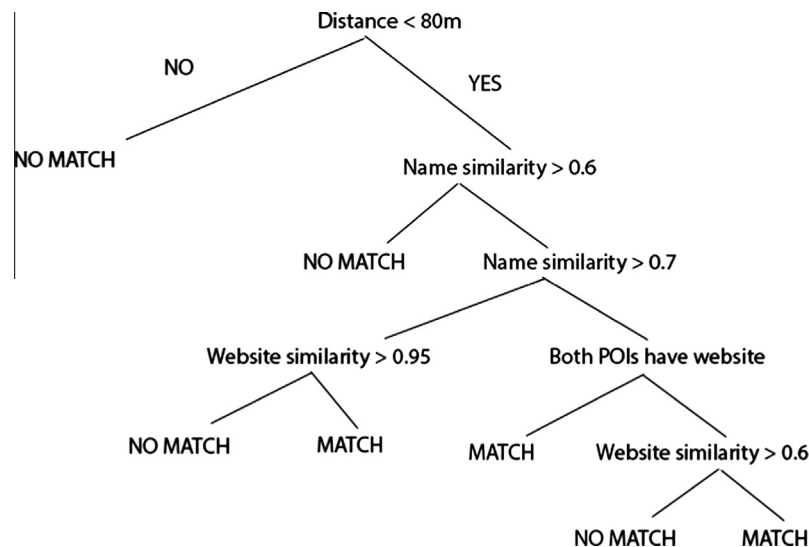 Distance < 80m
NO
YES
NO MATCH
Name similarity > 0.6
NO MATCH
Name similarity > 0.7
Website similarity > 0.95
Both POIs have website
NO MATCH
MATCH
MATCH
Website similarity > 0.6
NO MATCH
MATCH